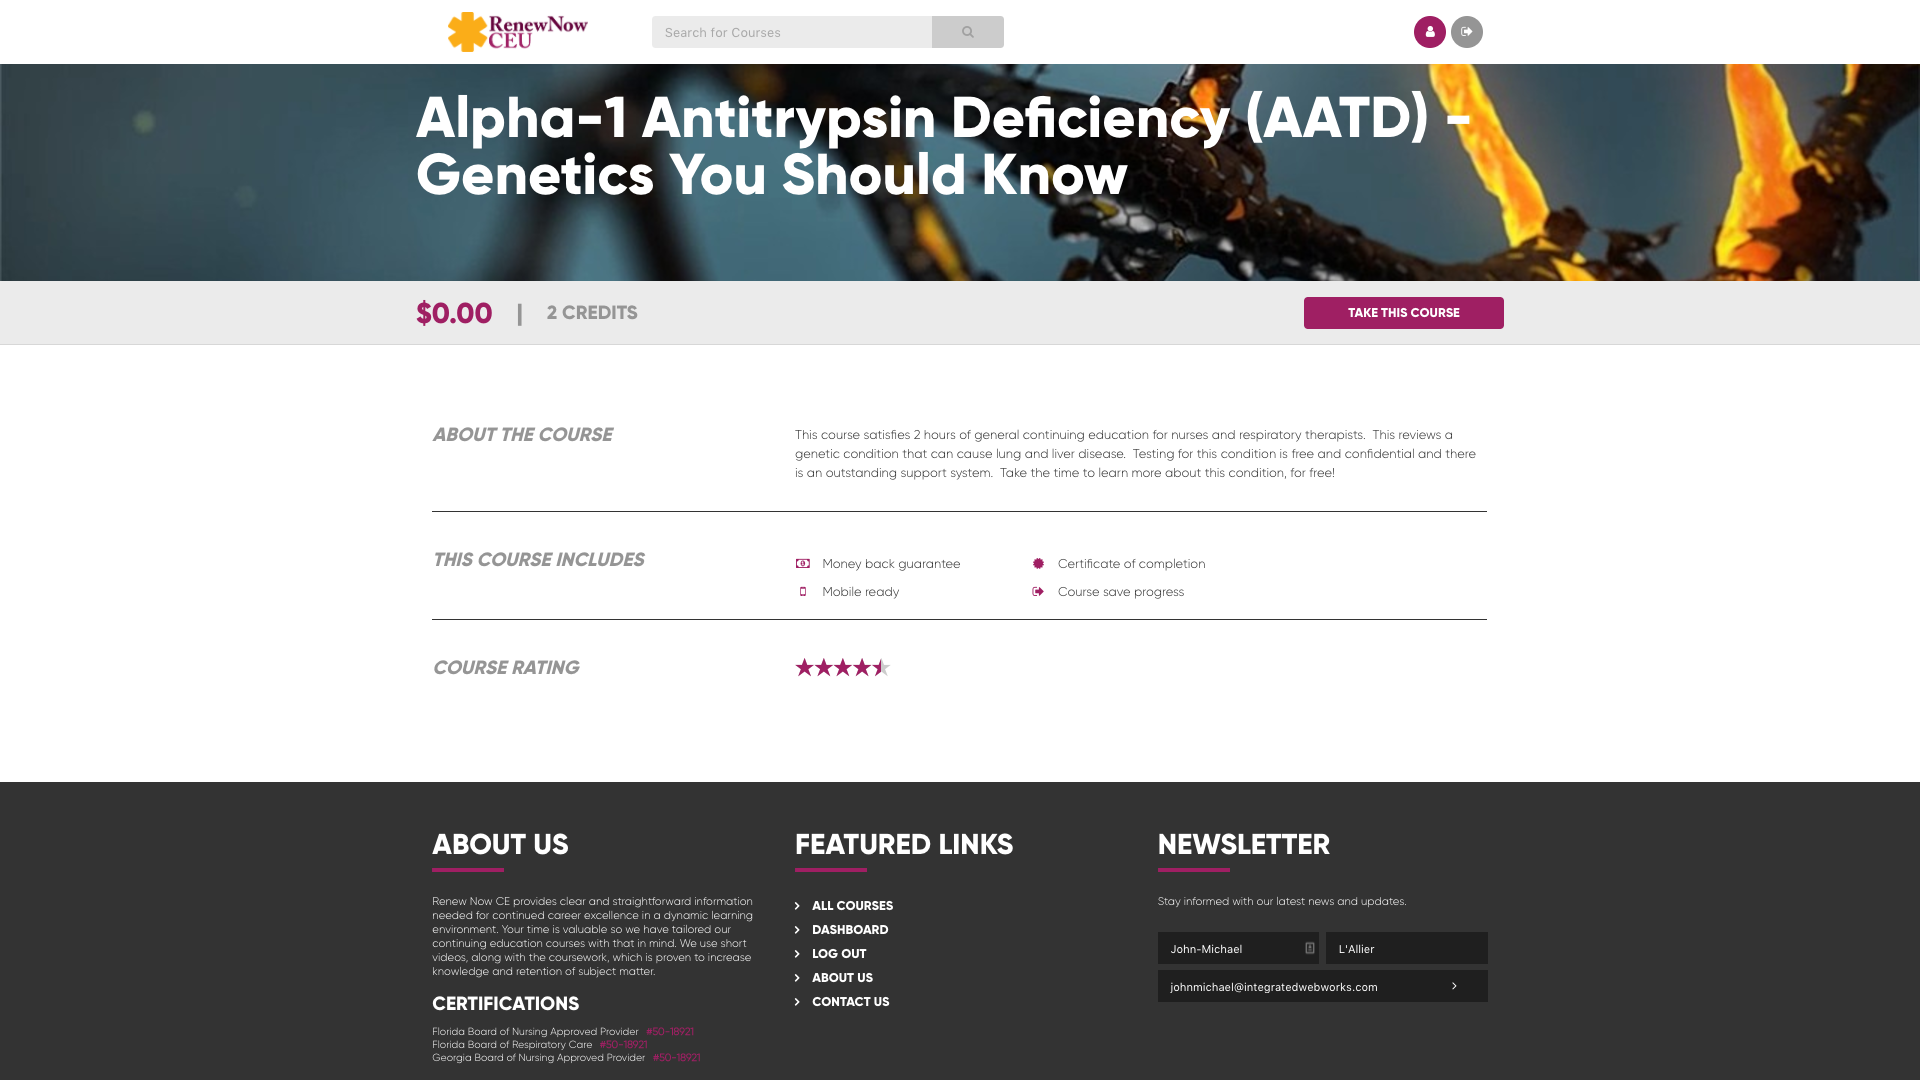 RenewNow
CEU
Search for Courses
Alpha-1 Antitrypsin Deficiency (AATD) -
Genetics You Should Know
$0.00 | 2 CREDITS
TAKE THIS COURSE
ABOUT THE COURSE
This course satisfies 2 hours of general continuing education for nurses and respiratory therapists.  This reviews a
genetic condition that can cause lung and liver disease.  Testing for this condition is free and confidential and there
is an outstanding support system.  Take the time to learn more about this condition, for free!
THIS COURSE INCLUDES
Money back guarantee
Certificate of completion
Mobile ready
Course save progress
COURSE RATING
ABOUT US
Renew Now CE provides clear and straightforward information
needed for continued career excellence in a dynamic learning
environment. Your time is valuable so we have tailored our
continuing education courses with that in mind. We use short
videos, along with the coursework, which is proven to increase
knowledge and retention of subject matter.
CERTIFICATIONS
Florida Board of Nursing Approved Provider #50-18921
Florida Board of Respiratory Care #50-18921
Georgia Board of Nursing Approved Provider #50-18921
FEATURED LINKS
ALL COURSES
DASHBOARD
LOG OUT
ABOUT US
CONTACT US
NEWSLETTER
Stay informed with our latest news and updates.
John-Michael
L'Allier
johnmichael@integratedwebworks.com